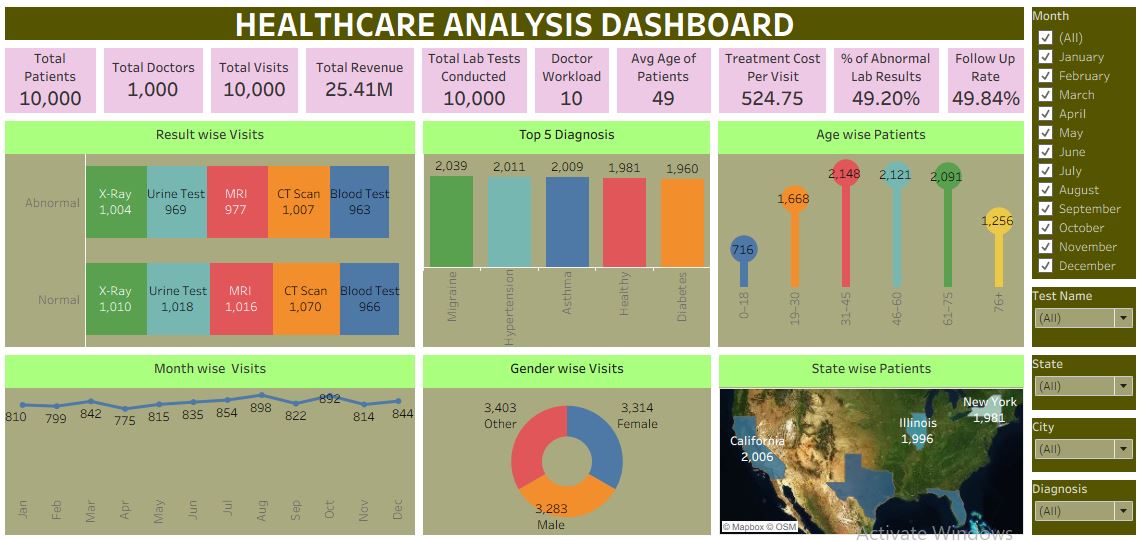 HEALTHCARE ANALYSIS DASHBOARD
Total Patients
10,000
Total Doctors
1,000
Total Visits
10,000
Total Revenue
25.41M
Total Lab Tests Conducted
10,000
Doctor Workload
10
Avg Age of Patients
49
Treatment Cost Per Visit
524.75
% of Abnormal Lab Results
49.20%
Follow Up Rate
49.84%
Result wise Visits
Abnormal
X-Ray 1,004
Urine Test 969
MRI 977
CT Scan 1,007
Blood Test 963
Normal
X-Ray 1,010
Urine Test 1,018
MRI 1,016
CT Scan 1,070
Blood Test 966
Top 5 Diagnosis
2,039 2,011 2,009 1,981 1,960
Migraine Hypertension Asthma Healthy Diabetes
Age wise Patients
716 1,668 2,148 2,121 2,091 1,256
0-18 19-30 31-45 46-60 61-75 76+
Month wise  Visits
810 799 842 775 815 835 854 898 822 892 814 844
Jan Feb Mar Apr May Jun Jul Aug Sep Oct Nov Dec
Gender wise Visits
3,403 Other
3,314 Female
3,283 Male
State wise Patients
California 2,006
Illinois 1,996
New York 1,981
© Mapbox © OSM
Month
(All)
January
February
March
April
May
June
July
August
September
October
November
December
Test Name
(All)
State
(All)
City
(All)
Diagnosis
(All)
Activate Windows